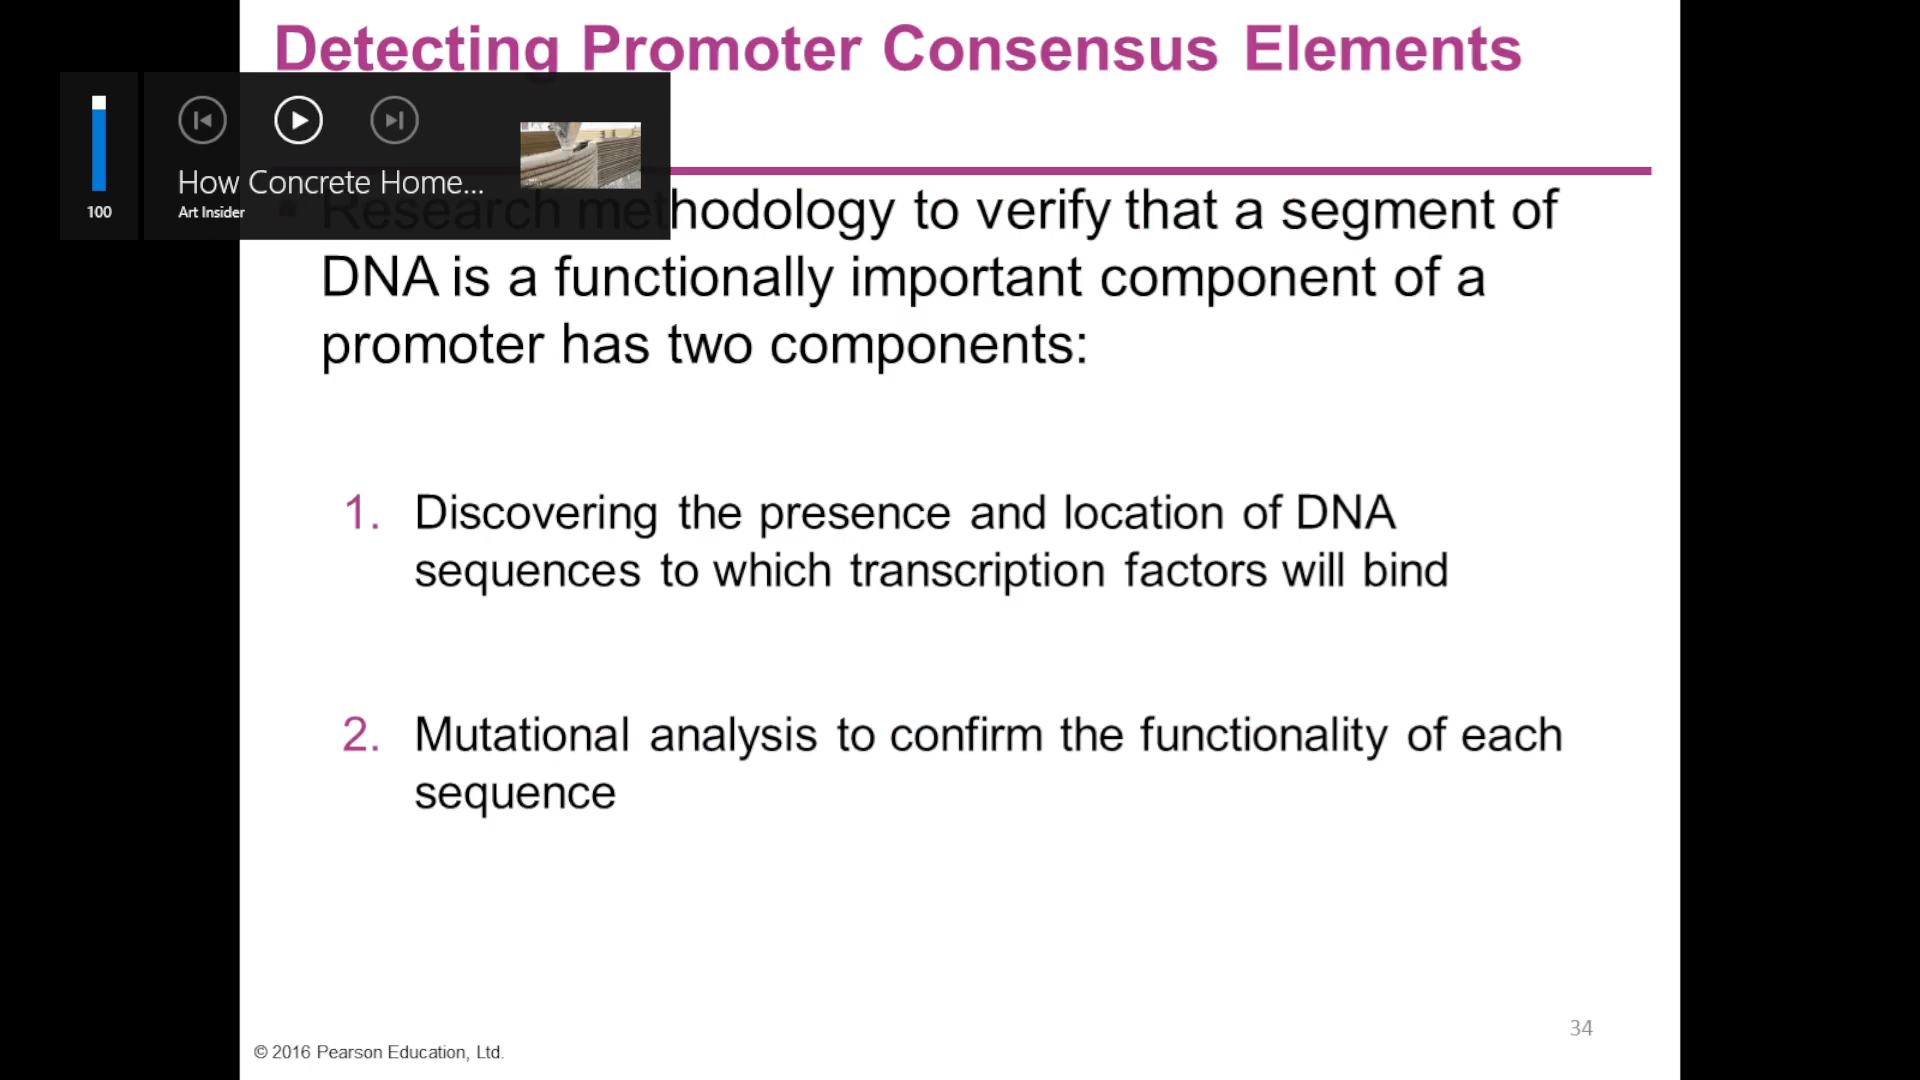 Detecting Promoter Consensus Elements
100
How Concrete Home...
Art Insider
Research methodology to verify that a segment of
DNA is a functionally important component of a
promoter has two components:
1. Discovering the presence and location of DNA
sequences to which transcription factors will bind
2. Mutational analysis to confirm the functionality of each
sequence
34
© 2016 Pearson Education, Ltd.